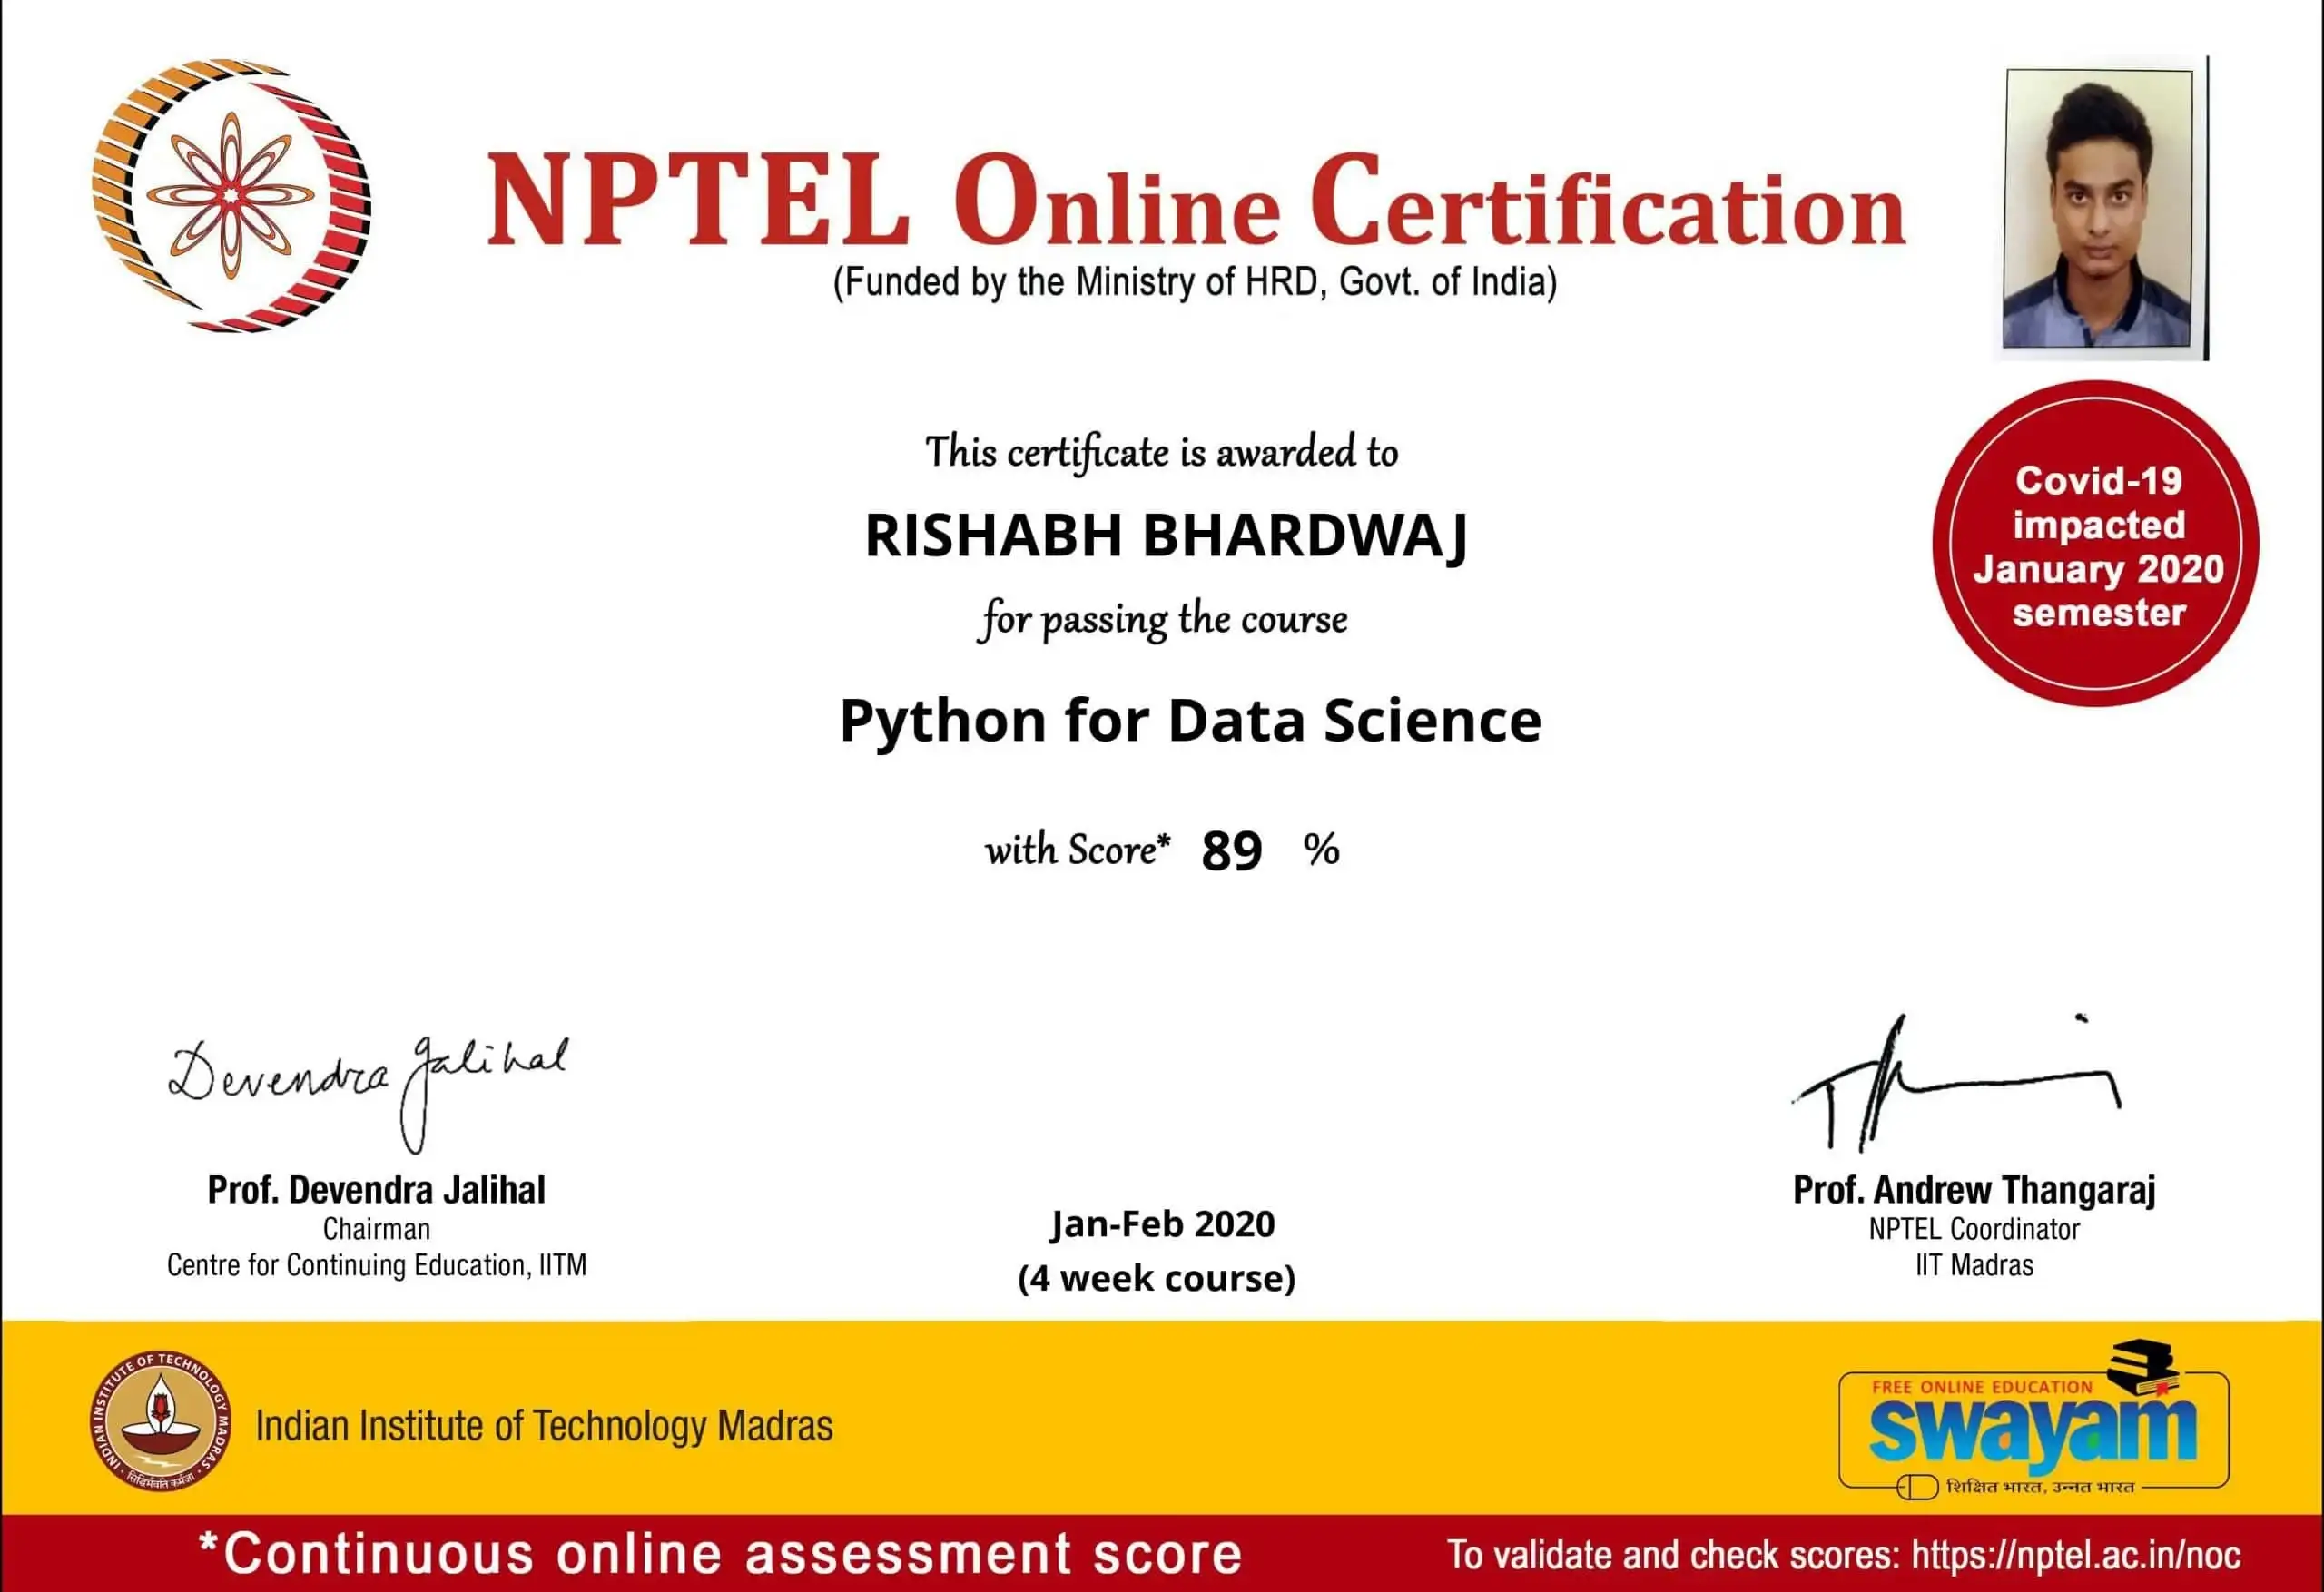 NPTEL Online Certification
(Funded by the Ministry of HRD, Govt. of India)
This certificate is awarded to
RISHABH BHARDWAJ
for passing the course
Python for Data Science
with Score* 89 %
Covid-19
impacted
January 2020
semester
Devendra Jalihal
Prof. Devendra Jalihal
Chairman
Centre for Continuing Education, IITM
Jan-Feb 2020
(4 week course)
Prof. Andrew Thangaraj
NPTEL Coordinator
IIT Madras
INDIAN INSTITUTE OF TECHNOLOGY MADRAS
सिद्धिर्भवति कर्मजा
Indian Institute of Technology Madras
FREE ONLINE EDUCATION
swayam
शिक्षित भारत, उन्नत भारत
*Continuous online assessment score
To validate and check scores: https://nptel.ac.in/noc